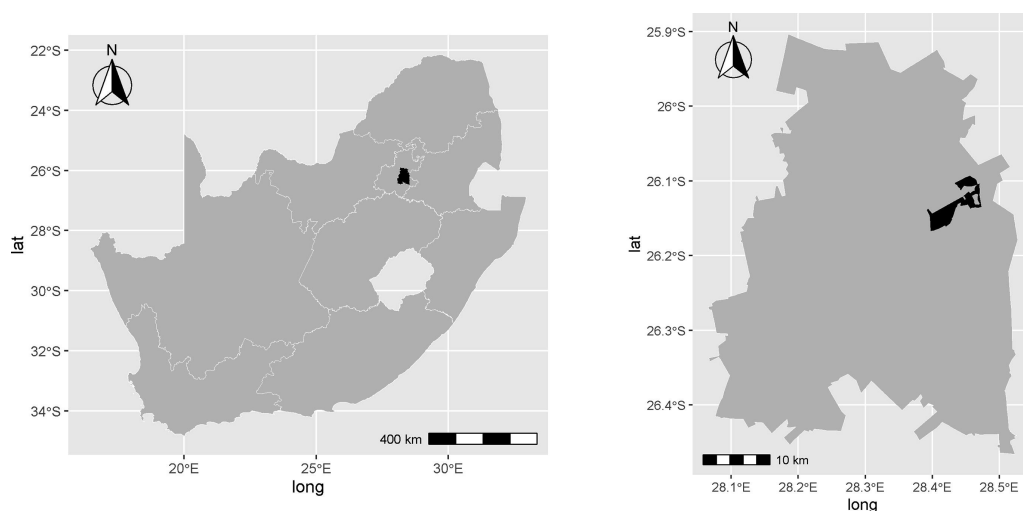 N
22°S
24°S
26°S
28°S
30°S
32°S
34°S
lat
400 km
20°E
25°E
30°E
long
N
25.9°S
26°S
26.1°S
26.2°S
26.3°S
26.4°S
lat
10 km
28.1°E
28.2°E
28.3°E
28.4°E
28.5°E
long